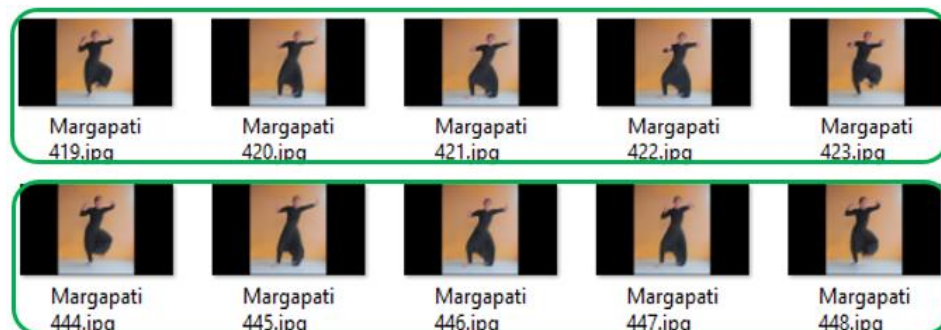 Margapati Margapati Margapati Margapati Margapati
419.jpg 420.jpg 421.jpg 422.jpg 423.jpg
Margapati Margapati Margapati Margapati Margapati
444.jpg 445.jpg 446.jpg 447.jpg 448.jpg